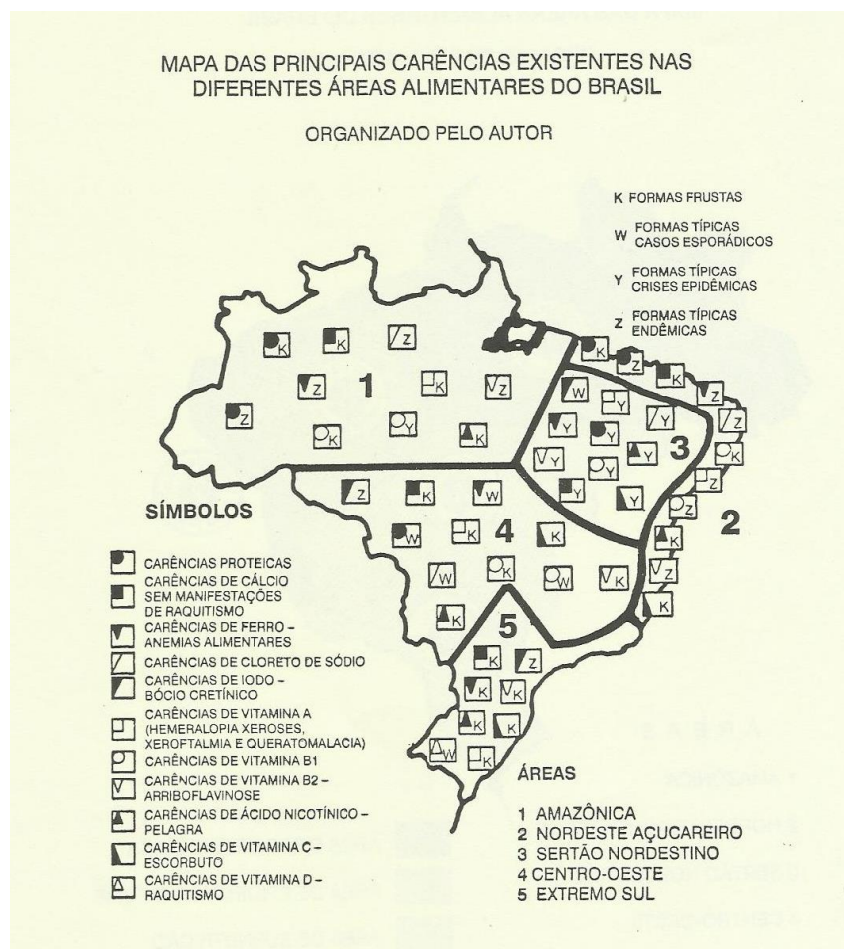 MAPA DAS PRINCIPAIS CARÊNCIAS EXISTENTES NAS
DIFERENTES ÁREAS ALIMENTARES DO BRASIL
ORGANIZADO PELO AUTOR
K FORMAS FRUSTAS
W FORMAS TÍPICAS
CASOS ESPORÁDICOS
Y FORMAS TÍPICAS
CRISES EPIDÊMICAS
Z FORMAS TÍPICAS
ENDÊMICAS
K K Z
Z 1 K Z
Z K Y K
K Z K Z
W Y
Y Y Y Y 3 Z
Y Y K
Y Y Z
Z
2
Z K W
W K 4 K
W K W K
K
K
Z
K
5
K Z
K K
K K
W K
SÍMBOLOS
CARÊNCIAS PROTEICAS
CARÊNCIAS DE CÁLCIO
SEM MANIFESTAÇÕES
DE RAQUITISMO
CARÊNCIAS DE FERRO –
ANEMIAS ALIMENTARES
CARÊNCIAS DE CLORETO DE SÓDIO
CARÊNCIAS DE IODO –
BÓCIO CRETÍNICO
CARÊNCIAS DE VITAMINA A
(HEMERALOPIA XEROSES,
XEROFTALMIA E QUERATOMALACIA)
CARÊNCIAS DE VITAMINA B1
CARÊNCIAS DE VITAMINA B2 –
ARRIBOFLAVINOSE
CARÊNCIAS DE ÁCIDO NICOTÍNICO –
PELAGRA
CARÊNCIAS DE VITAMINA C –
ESCORBUTO
CARÊNCIAS DE VITAMINA D –
RAQUITISMO
ÁREAS
1 AMAZÔNICA
2 NORDESTE AÇUCAREIRO
3 SERTÃO NORDESTINO
4 CENTRO-OESTE
5 EXTREMO SUL